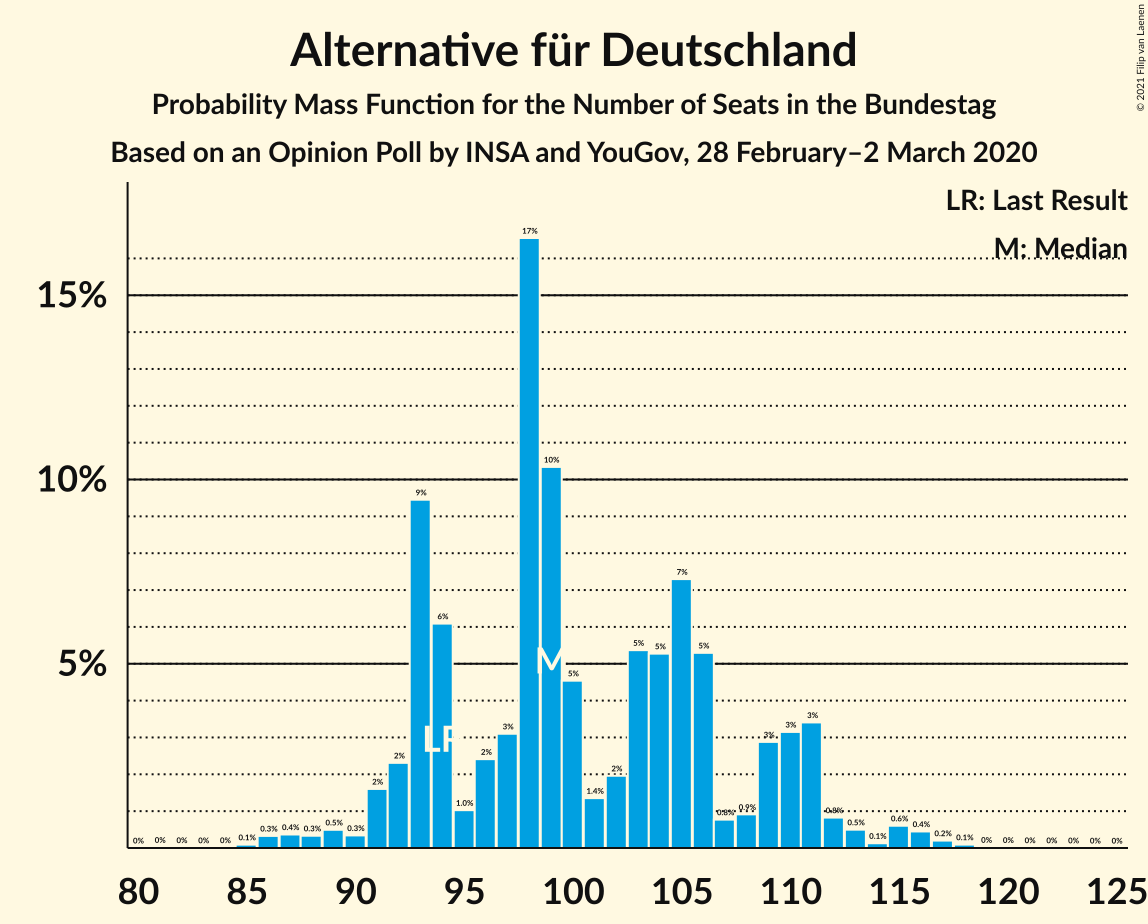 Alternative für Deutschland
Probability Mass Function for the Number of Seats in the Bundestag
Based on an Opinion Poll by INSA and YouGov, 28 February–2 March 2020
© 2021 Filip van Laenen
LR: Last Result
M: Median
15%
10%
5%
0% 0% 0% 0% 0% 0.1% 0.3% 0.4% 0.3% 0.5% 0.3% 2% 2% 9% 6% 1.0% 2% 3% 17% 10% 5% 1.4% 2% 5% 5% 7% 5% 0.8% 0.9% 3% 3% 3% 0.8% 0.5% 0.1% 0.6% 0.4% 0.2% 0.1% 0% 0% 0% 0% 0% 0% 0%
LR
M
80 85 90 95 100 105 110 115 120 125